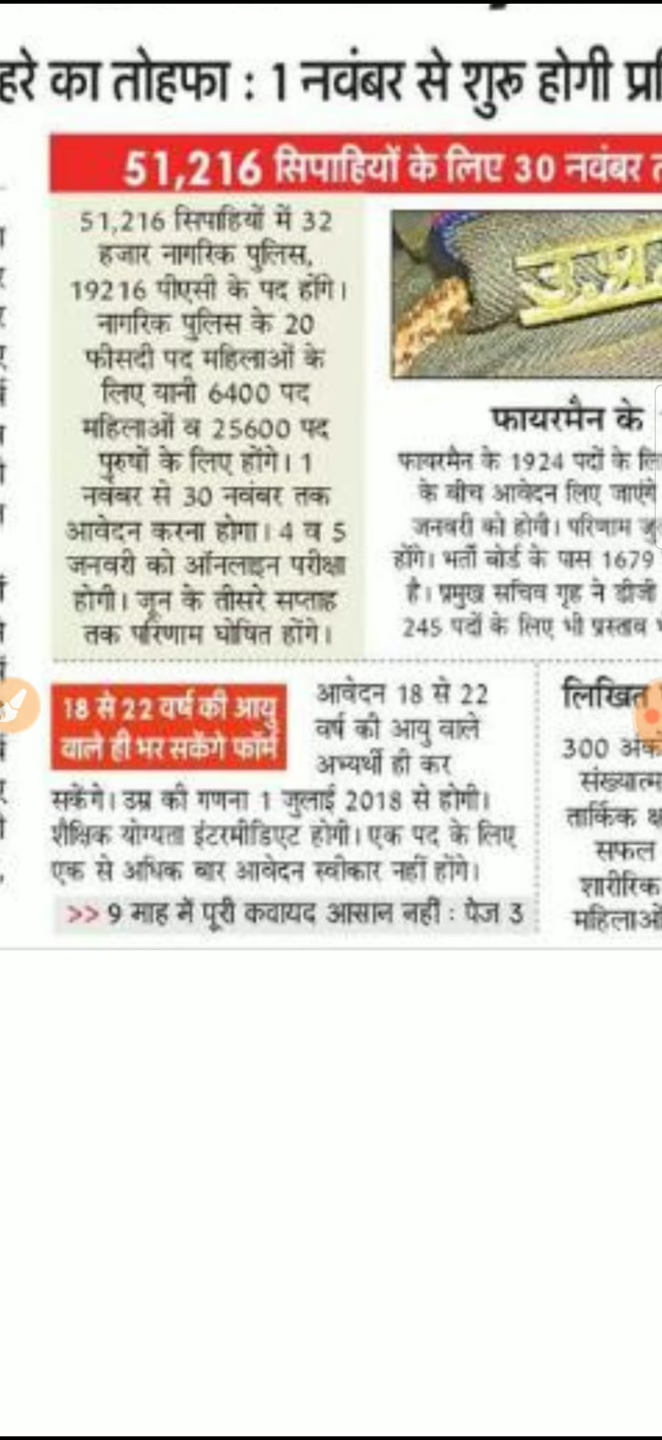 का तोहफा : 1 नवंबर से शुरू होगी
51,216 सिपाहियों के लिए 30 नवंबर
51,216 सिपाहियों में 32
हजार नागरिक पुलिस,
19216 पीएसी के पद होंगे।
नागरिक पुलिस के 20
फीसदी पद महिलाओं के
लिए यानी 6400 पद
महिलाओं व 25600 पद
पुरुषों के लिए होंगे। 1
नवंबर से 30 नवंबर तक
आवेदन करना होगा। 4 व 5
जनवरी को ऑनलाइन परीक्षा
होगी। जून के तीसरे सप्ताह
तक परिणाम घोषित होंगे।
उ.प्र.
फायरमैन के
फायरमैन के 1924 पदों के
के बीच आवेदन लिए जाएंगे
जनवरी को होगी। परिणाम
होंगे। भर्ती बोर्ड के पास 1679
है। प्रमुख सचिव गृह ने डीजी
245 पदों के लिए भी प्रस्ताव
18 से 22 वर्ष की आयु
वाले ही भर सकेंगे फॉर्म
आवेदन 18 से 22
वर्ष की आयु वाले
अभ्यर्थी ही कर
सकेंगे। उम्र की गणना 1 जुलाई 2018 से होगी।
शैक्षिक योग्यता इंटरमीडिएट होगी। एक पद के लिए
एक से अधिक बार आवेदन स्वीकार नहीं होंगे।
>> 9 माह में पूरी कवायद आसान नहीं : पेज 3
लिखित
300
तार्किक
सफल
शारीरिक